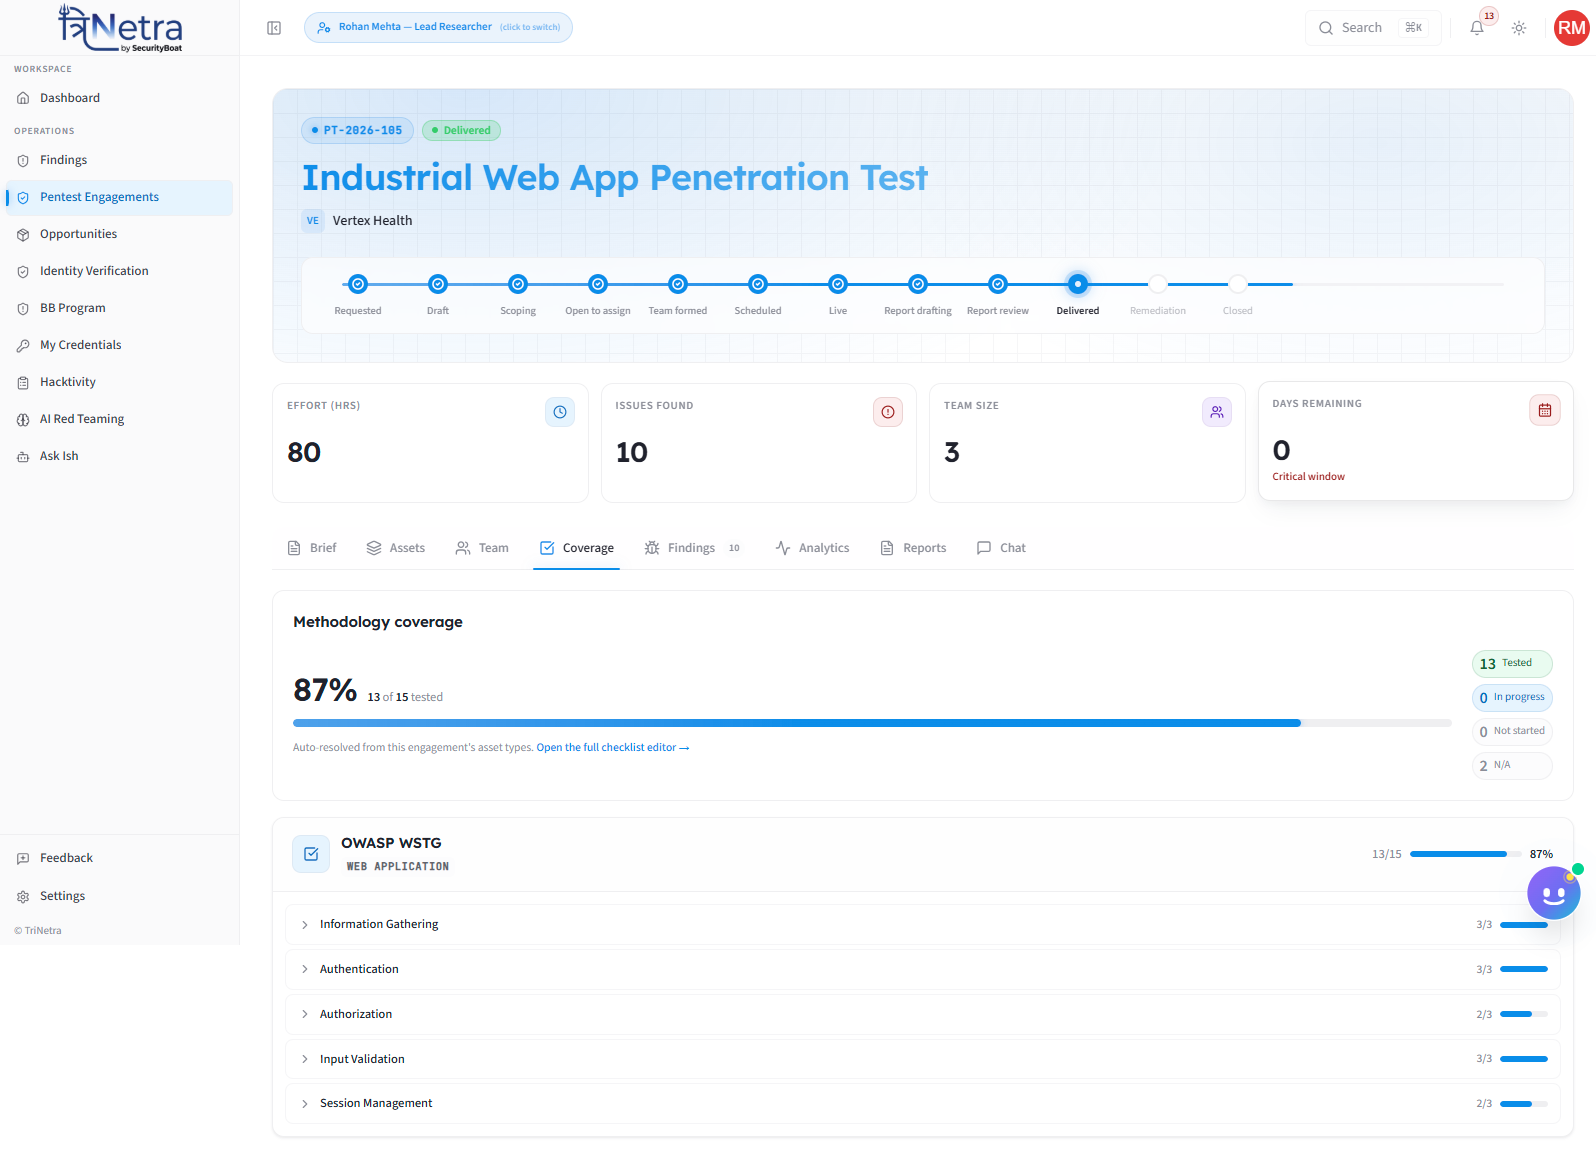 त्रिNetra
by SecurityBoat
Rohan Mehta — Lead Researcher (click to switch)
Search ⌘K
13
RM
WORKSPACE
Dashboard
OPERATIONS
Findings
Pentest Engagements
Opportunities
Identity Verification
BB Program
My Credentials
Hacktivity
AI Red Teaming
Ask Ish
Feedback
Settings
© TriNetra
PT-2026-105
Delivered
Industrial Web App Penetration Test
VE Vertex Health
Requested Draft Scoping Open to assign Team formed Scheduled Live Report drafting Report review Delivered Remediation Closed
EFFORT (HRS)
80
ISSUES FOUND
10
TEAM SIZE
3
DAYS REMAINING
0
Critical window
Brief Assets Team Coverage Findings 10 Analytics Reports Chat
Methodology coverage
87% 13 of 15 tested
Auto-resolved from this engagement's asset types. Open the full checklist editor →
13 Tested
0 In progress
0 Not started
2 N/A
OWASP WSTG
WEB APPLICATION
13/15 87%
Information Gathering 3/3
Authentication 3/3
Authorization 2/3
Input Validation 3/3
Session Management 2/3